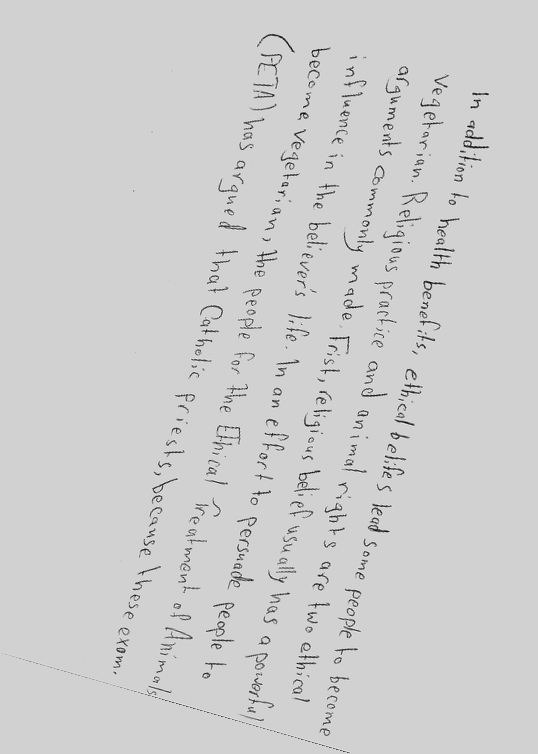 In addition to health benefits, ethical belifes lead some people to become
vegetarian. Religious practice and animal rights are two ethical
arguments commonly made. Frist, religious belief usually has a powerful
influence in the believer's life. In an effort to persuade people to
become vegetarian, the people for the Ethical Treatment of Animals
(PETA) has argued that Catholic priests, because these exam.